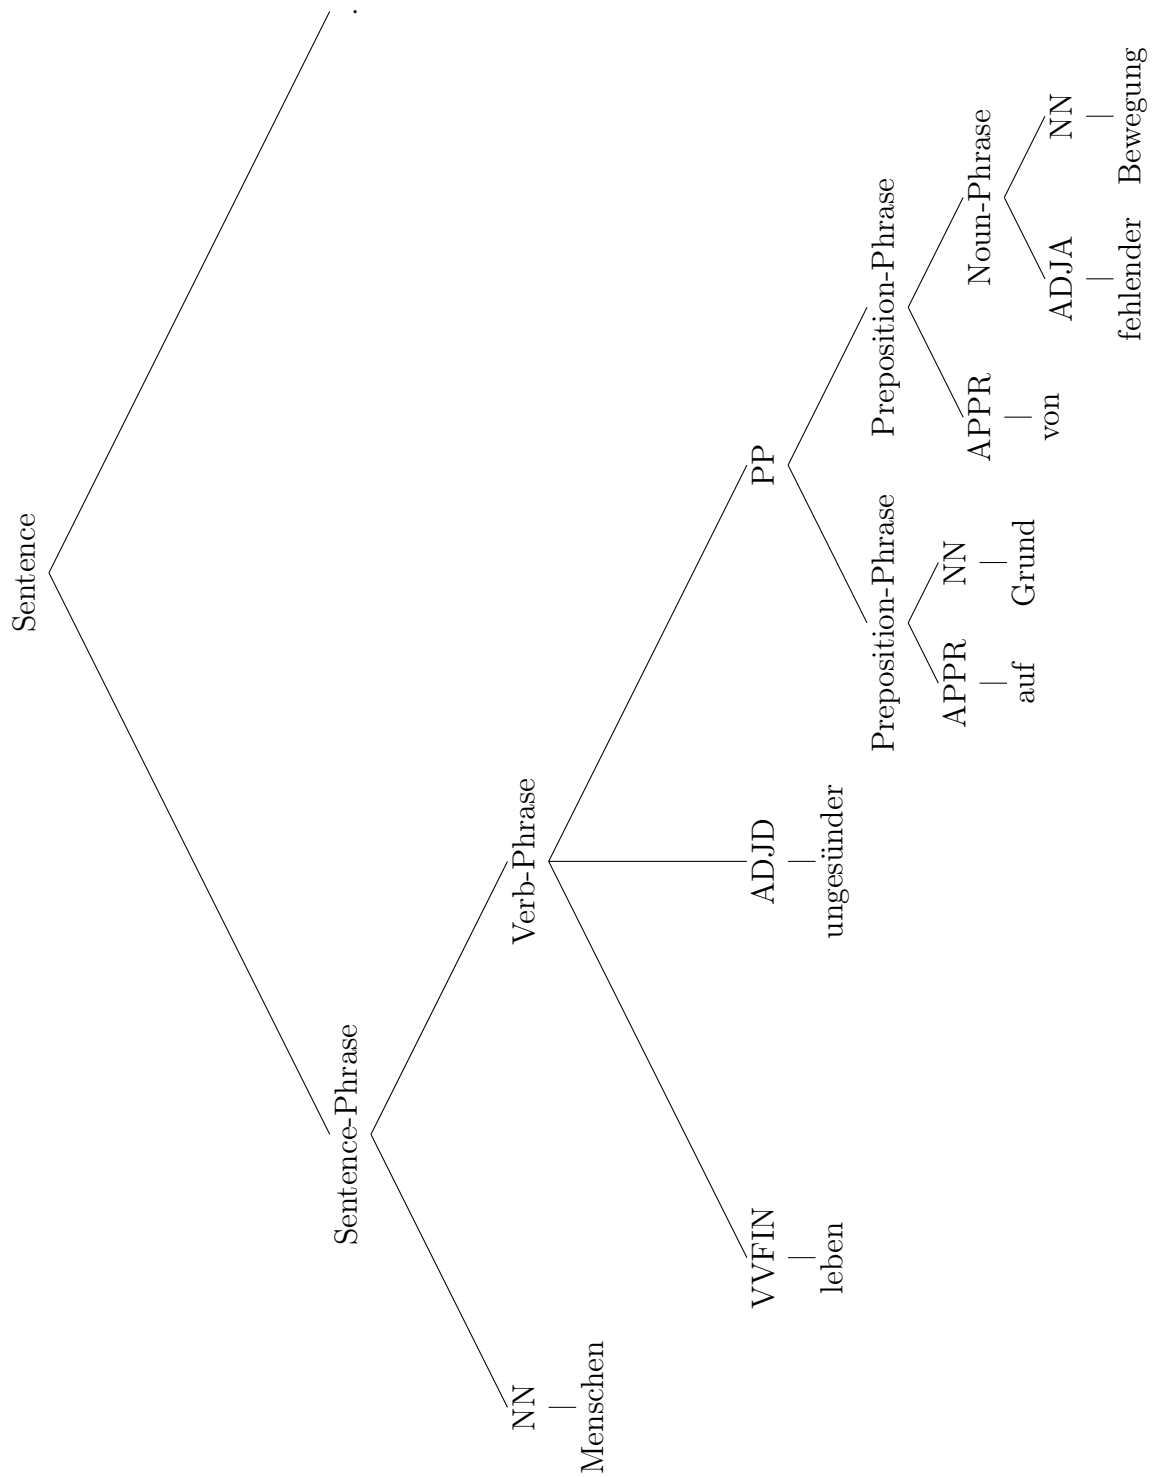 Sentence
Sentence-Phrase .
NN Verb-Phrase
Menschen
VVFIN ADJD PP
leben ungesünder
Preposition-Phrase Preposition-Phrase
APPR NN APPR Noun-Phrase
auf Grund von
ADJA NN
fehlender Bewegung